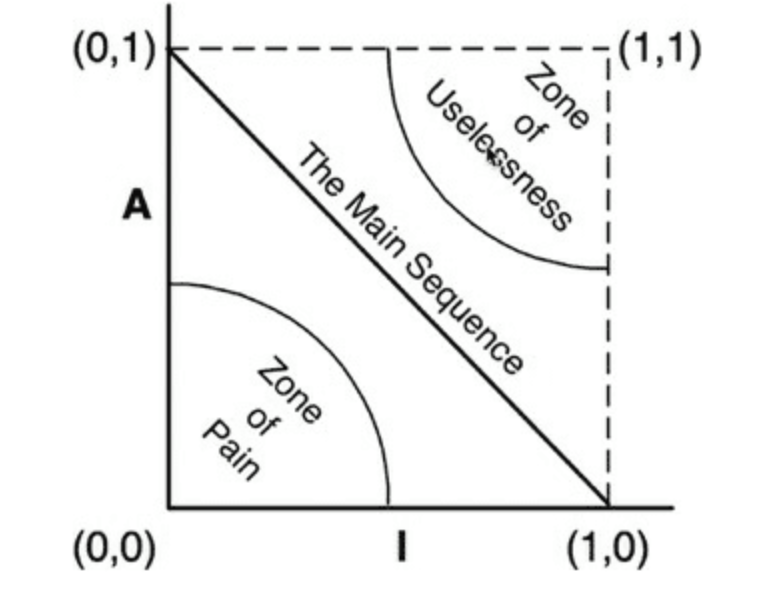 (0,1)
(1,1)
Zone
of
Uselessness
The Main Sequence
A
Zone
of
Pain
(0,0)
I
(1,0)